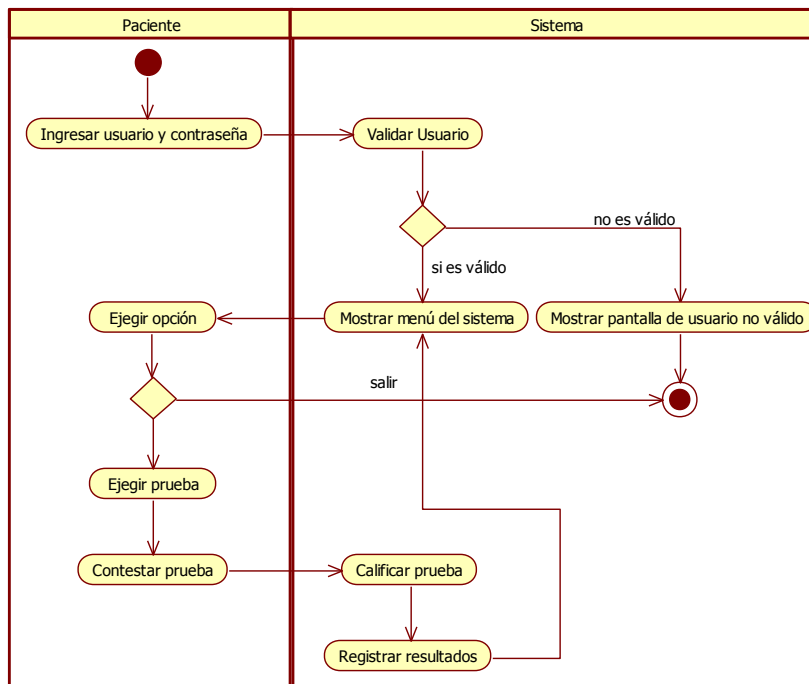 Paciente
Sistema
Ingresar usuario y contraseña
Validar Usuario
no es válido
si es válido
Ejegir opción
Mostrar menú del sistema
Mostrar pantalla de usuario no válido
salir
Ejegir prueba
Contestar prueba
Calificar prueba
Registrar resultados